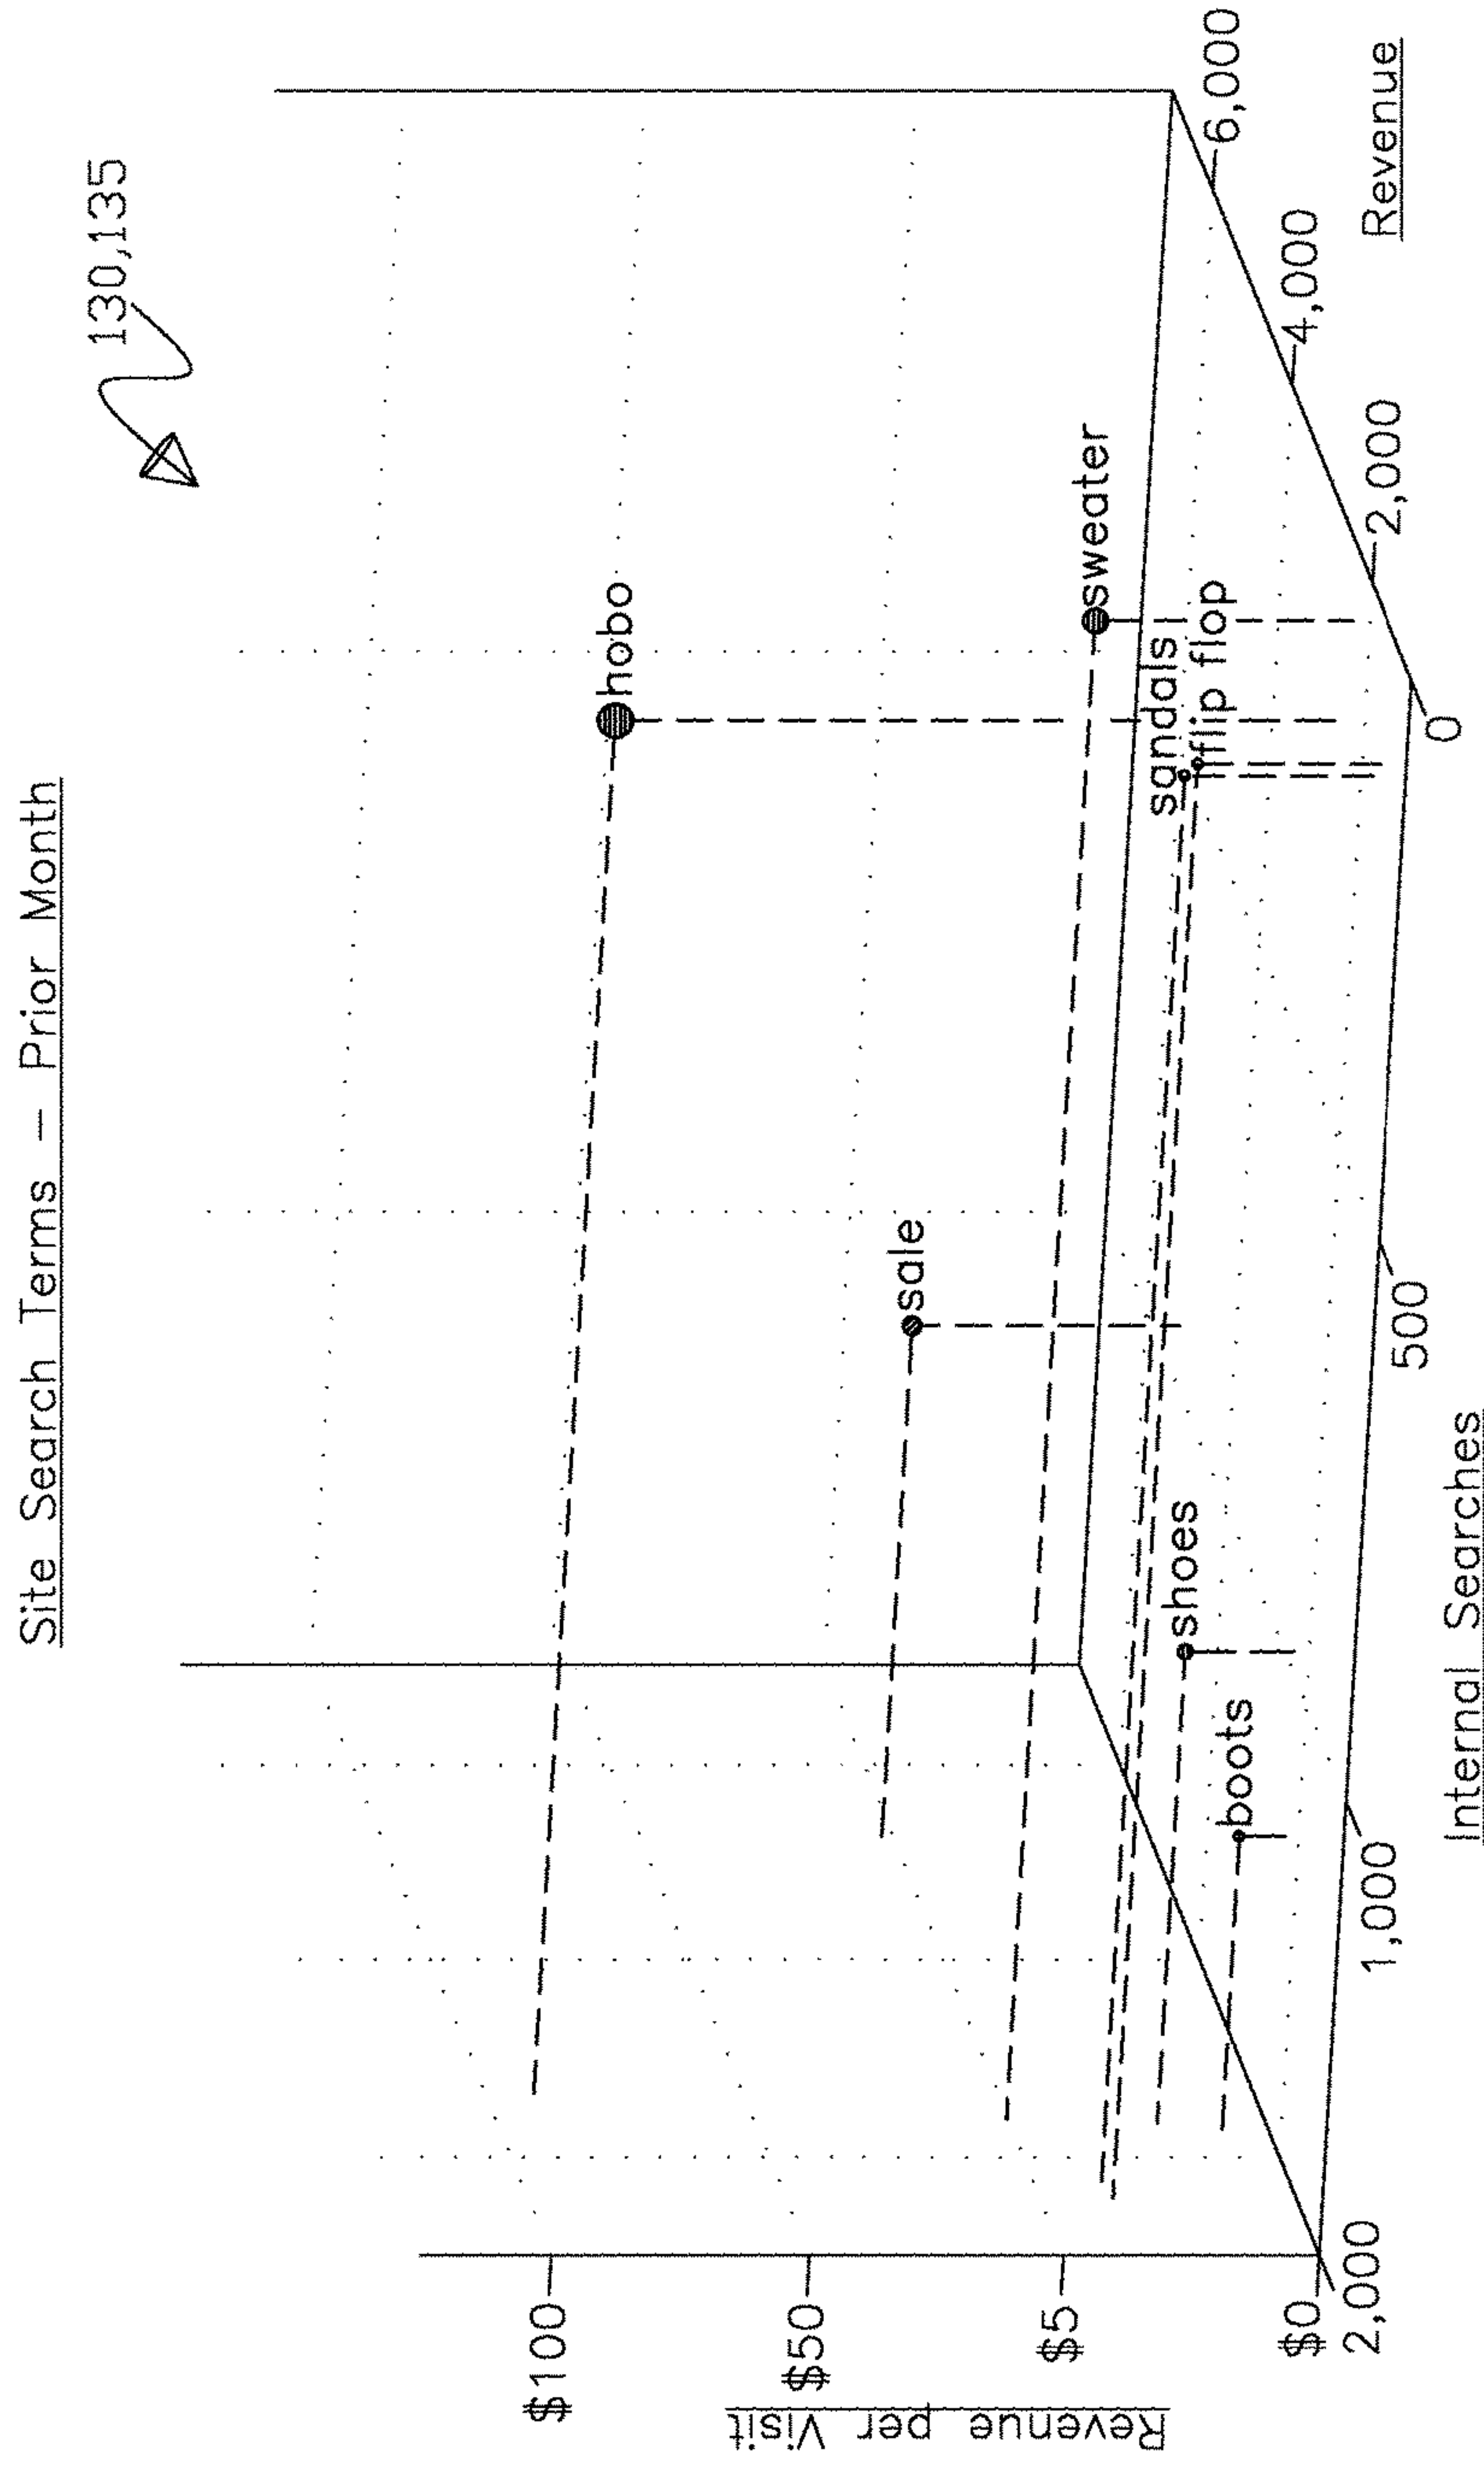 Site Search Terms – Prior Month
130,135
$100
$50
$5
$0
Revenue per Visit
hobo
sale
sweater
sandals
flip flop
shoes
boots
2,000
1,000
500
0
Internal Searches
2,000
4,000
6,000
Revenue